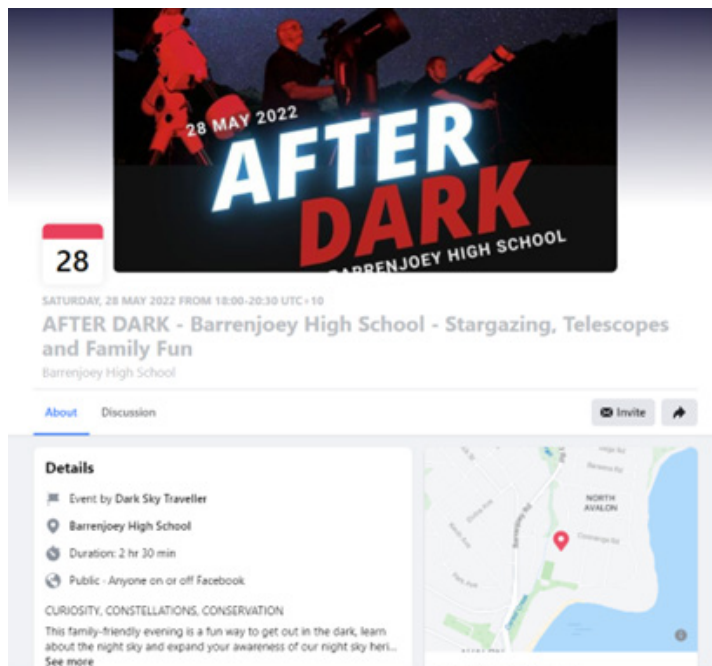 28 MAY 2022
AFTER
DARK
BARRENJOEY HIGH SCHOOL
28
SATURDAY, 28 MAY 2022 FROM 18:00-20:30 UTC+10
AFTER DARK - Barrenjoey High School - Stargazing, Telescopes
and Family Fun
Barrenjoey High School
About Discussion
Invite
Details
Event by Dark Sky Traveller
Barrenjoey High School
Duration: 2 hr 30 min
Public · Anyone on or off Facebook
CURIOSITY, CONSTELLATIONS, CONSERVATION
This family-friendly evening is a fun way to get out in the dark, learn
about the night sky and expand your awareness of our night sky heri...
See more
NORTH
AVALON
Barrenjoey Rd
Careel Creek